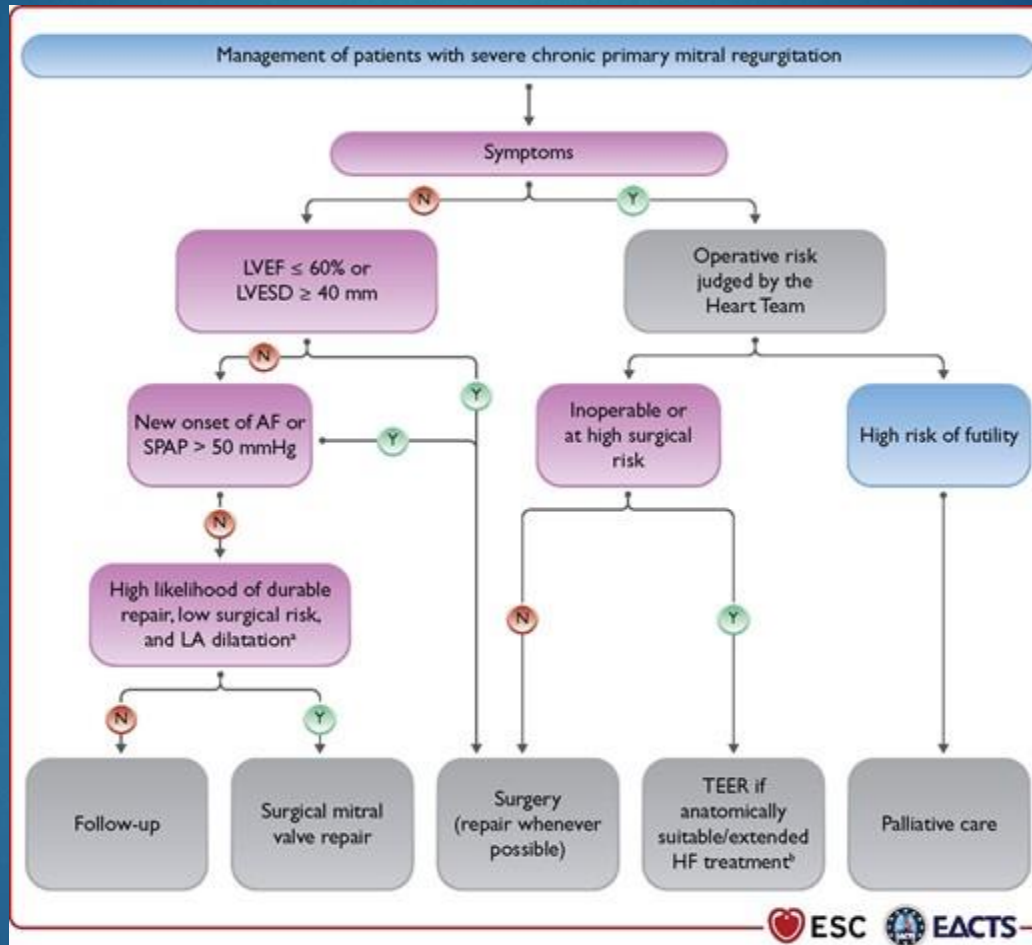 Management of patients with severe chronic primary mitral regurgitation
Symptoms
N
Y
LVEF ≤ 60% or
LVESD ≥ 40 mm
Operative risk
judged by the
Heart Team
N
Y
New onset of AF or
SPAP > 50 mmHg
Y
Inoperable or
at high surgical
risk
High risk of futility
N
High likelihood of durable
repair, low surgical risk,
and LA dilatationᵃ
N
Y
N
Y
Follow-up
Surgical mitral
valve repair
Surgery
(repair whenever
possible)
TEER if
anatomically
suitable/extended
HF treatmentᵇ
Palliative care
ESC
EACTS